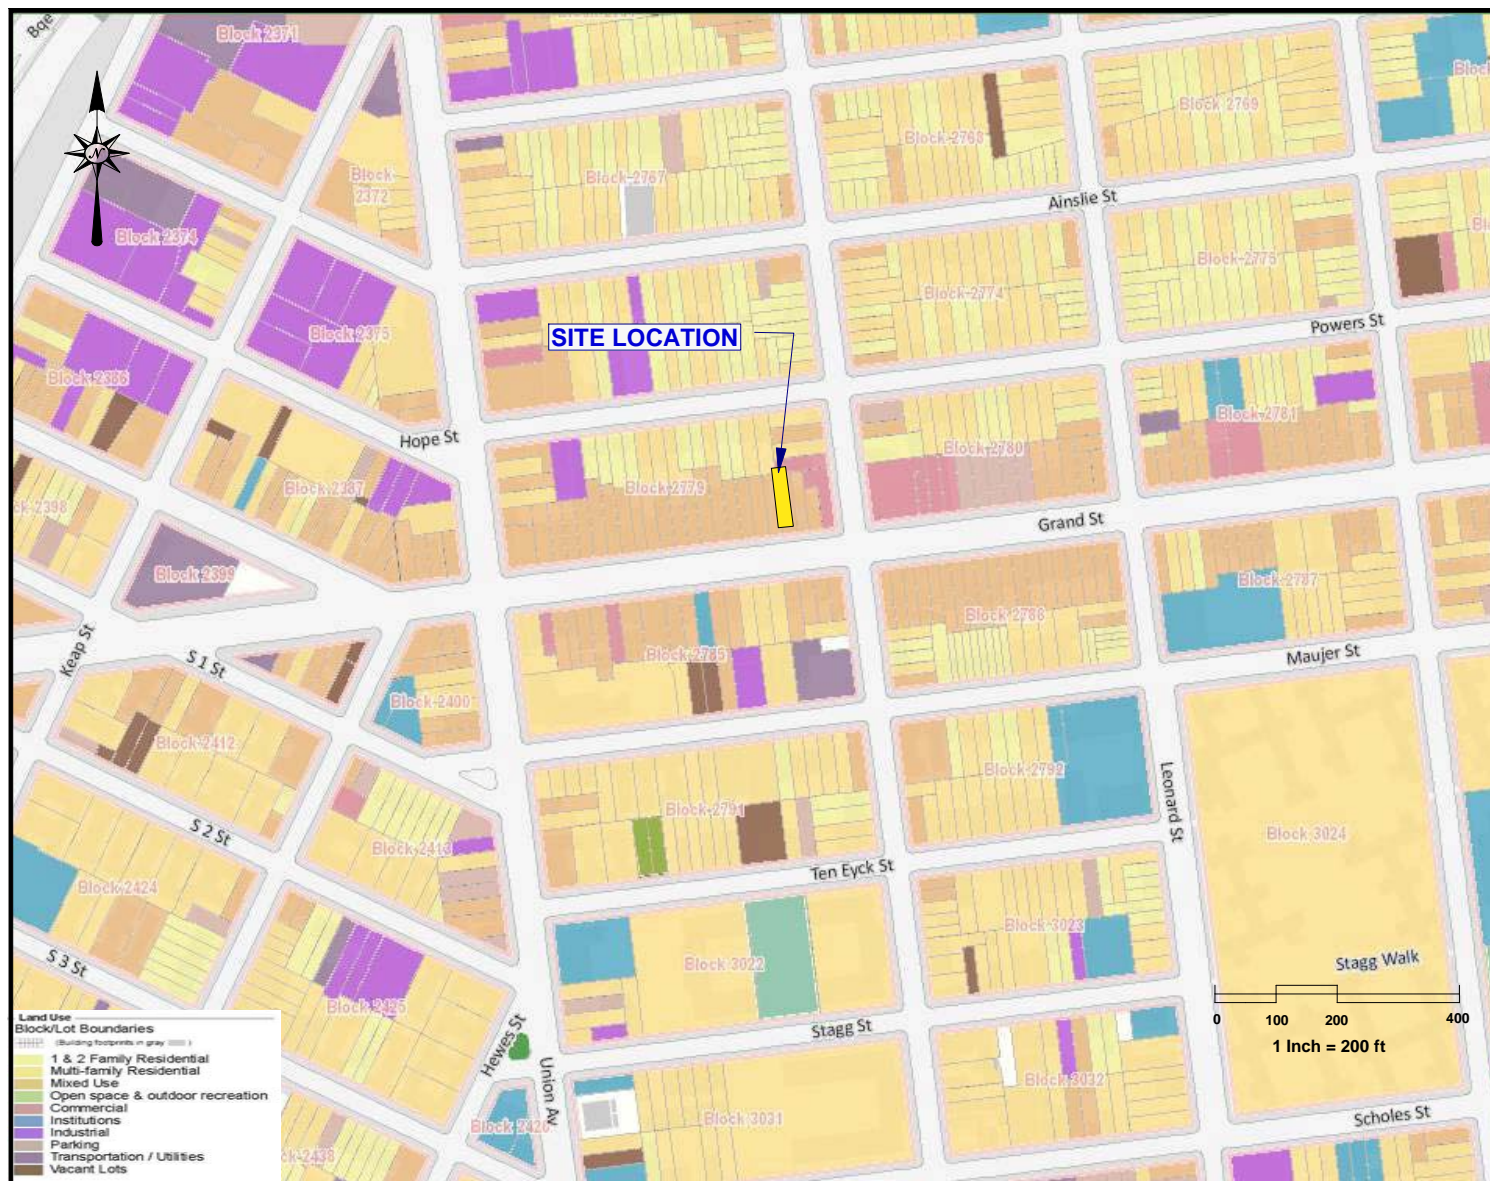 Bqe
Block 2371
Block 2769
Block 2768
Block
2372
Block 2767
N
Ainslie St
Block 2374
Block 2775
Block 2774
Block 2375
Powers St
SITE LOCATION
Block 2386
Block 2781
Hope St
Block 2780
Block 2387
Block 2779
ck 2398
Grand St
Block 2399
Block 2787
Block 2786
Keap St
S 1 St
Block 2785
Maujer St
Block 2400
Block 2412
Block 2792
Leonard St
S 2 St
Block 2791
Block 3024
Block 2413
Ten Eyck St
Block 2424
Block 3023
S 3 St
Block 3022
Stagg Walk
Block 2425
0 100 200 400
1 Inch = 200 ft
Stagg St
Hewes St
Union Av
Block 3032
Block 3031
Scholes St
Block 2420
ck 2438
Land Use
Block/Lot Boundaries
(Building footprints in gray )
1 & 2 Family Residential
Multi-family Residential
Mixed Use
Open space & outdoor recreation
Commercial
Institutions
Industrial
Parking
Transportation / Utilities
Vacant Lots